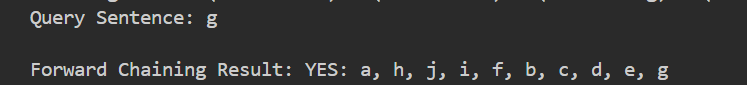 Query Sentence: g
Forward Chaining Result: YES: a, h, j, i, f, b, c, d, e, g